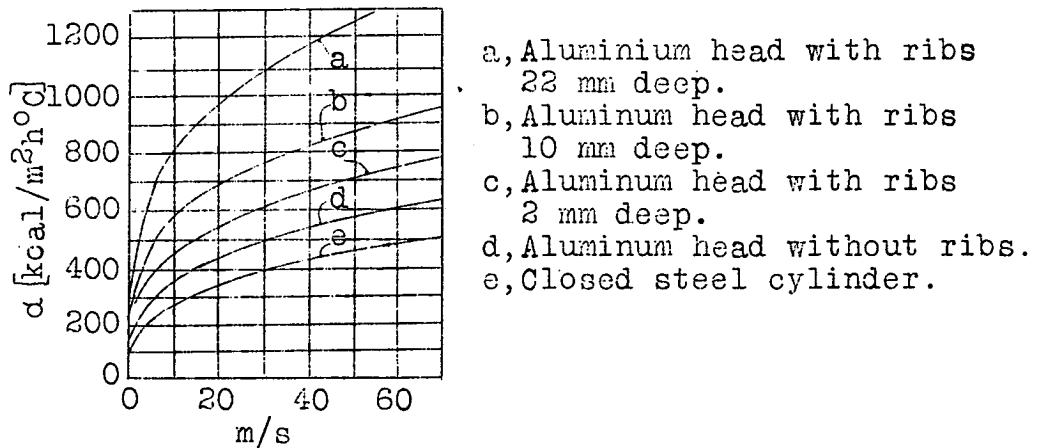 1200
1000
800
600
400
200
0
α [kcal/m²h°C]
0 20 40 60
m/s
a
b
c
d
e
a, Aluminium head with ribs
22 mm deep.
b, Aluminum head with ribs
10 mm deep.
c, Aluminum head with ribs
2 mm deep.
d, Aluminum head without ribs.
e, Closed steel cylinder.